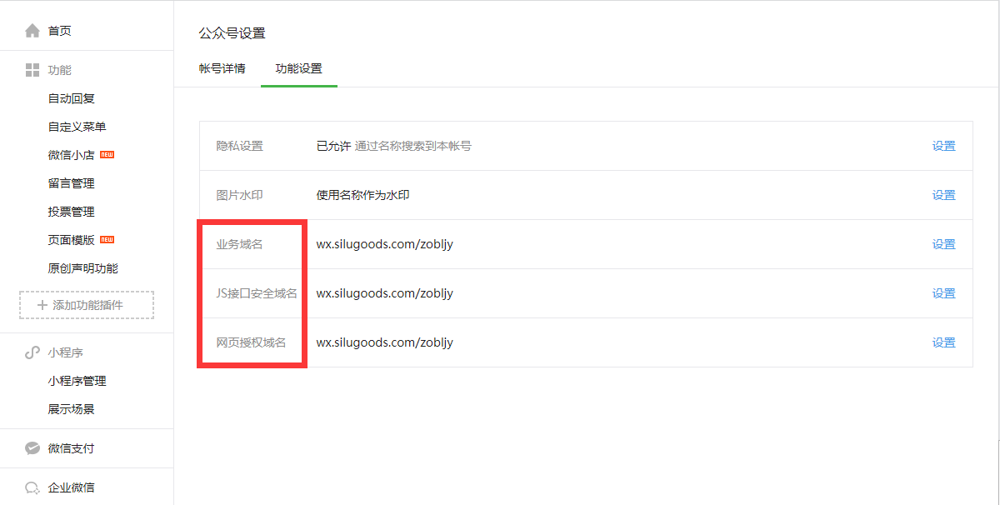 首页
功能
自动回复
自定义菜单
微信小店 NEW
留言管理
投票管理
页面模版 NEW
原创声明功能
添加功能插件
小程序
小程序管理
展示场景
微信支付
企业微信
公众号设置
帐号详情 功能设置
隐私设置 已允许 通过名称搜索到本帐号 设置
图片水印 使用名称作为水印 设置
业务域名 wx.silugoods.com/zobljy 设置
JS接口安全域名 wx.silugoods.com/zobljy 设置
网页授权域名 wx.silugoods.com/zobljy 设置